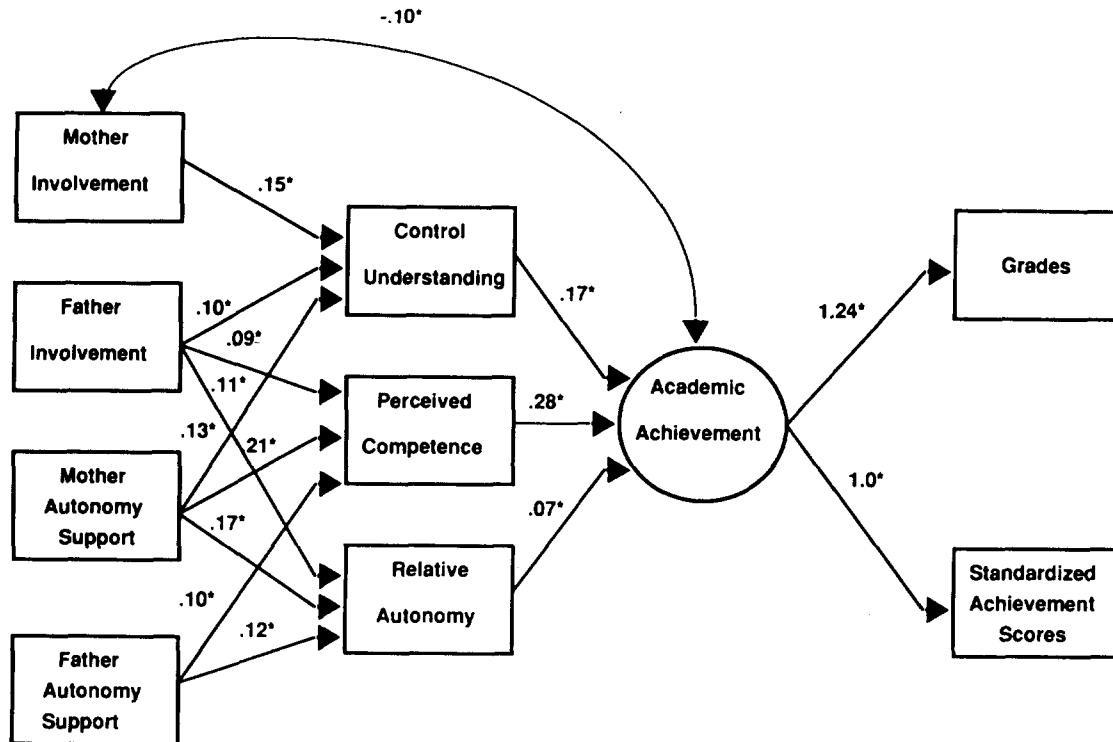 -.10*
Mother
Involvement
.15*
Control
Understanding
.17*
Grades
Father
Involvement
.10*
.09*
.11*
.13*
.21*
Perceived
Competence
.28*
Academic
Achievement
1.24*
1.0*
Mother
Autonomy
Support
.17*
.10*
.12*
Relative
Autonomy
.07*
Standardized
Achievement
Scores
Father
Autonomy
Support